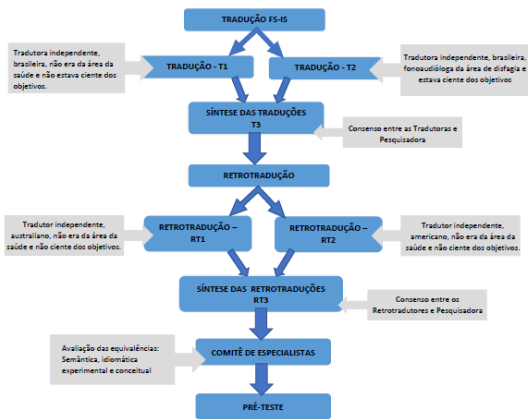 TRADUÇÃO FS-IS
Tradutora independente,
brasileira, não era da área da
saúde e não estava ciente dos
objetivos.
TRADUÇÃO - T1
TRADUÇÃO - T2
Tradutora independente, brasileira,
fonoaudióloga da área de disfagia e
estava ciente dos objetivos
SÍNTESE DAS TRADUÇÕES
T3
Consenso entre as Tradutoras e
Pesquisadora
RETROTRADUÇÃO
Tradutor independente,
australiano, não era da área da
saúde e não ciente dos objetivos.
RETROTRADUÇÃO –
RT1
RETROTRADUÇÃO –
RT2
Tradutor independente,
americano, não era da área da
saúde e não ciente dos objetivos.
SÍNTESE DAS RETROTRADUÇÕES
RT3
Consenso entre os
Retrotradutores e Pesquisadora
Avaliação das equivalências:
Semântica, idiomática
experimental e conceitual
COMITÊ DE ESPECIALISTAS
PRÉ-TESTE